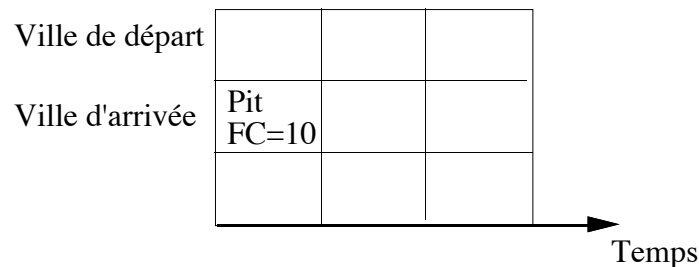 Ville de départ
Ville d'arrivée
Pit
FC=10
Temps